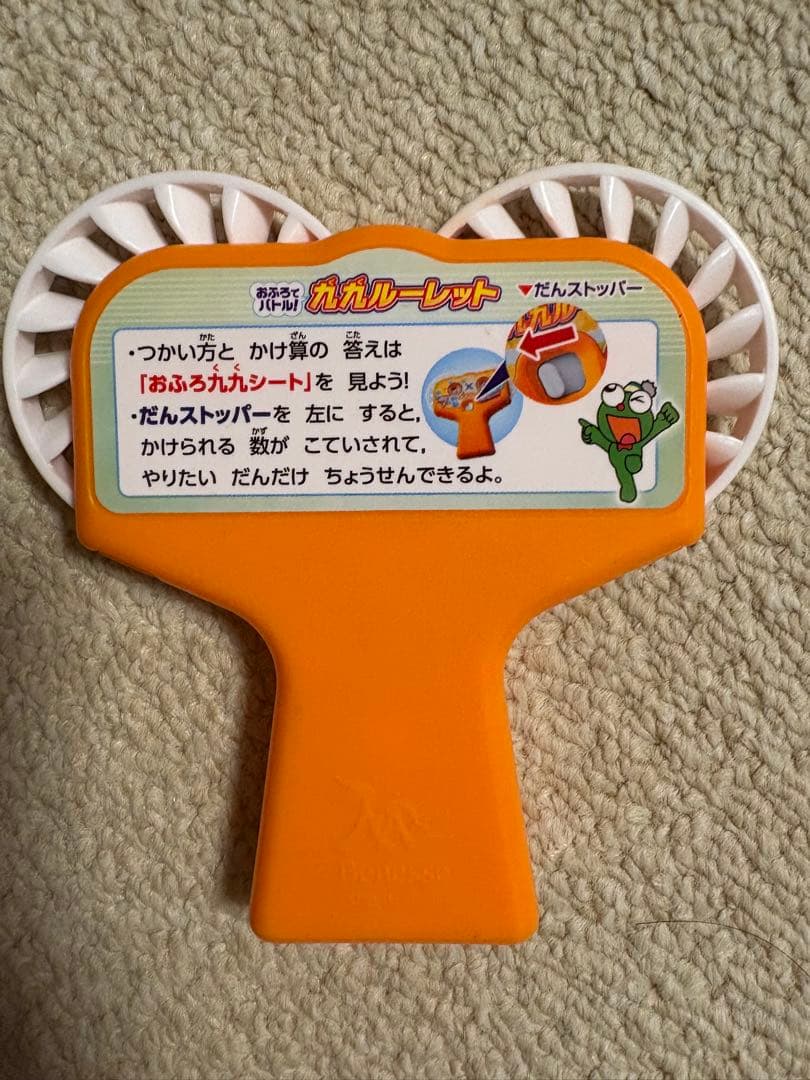 おふろで
バトル!
九九ルーレット
▼だんストッパー
・つかい方と かけ算の 答えは
「おふろ九九シート」を 見よう!
・だんストッパーを 左に すると,
かけられる 数が こていされて,
やりたい だんだけ ちょうせんできるよ。
Benesse